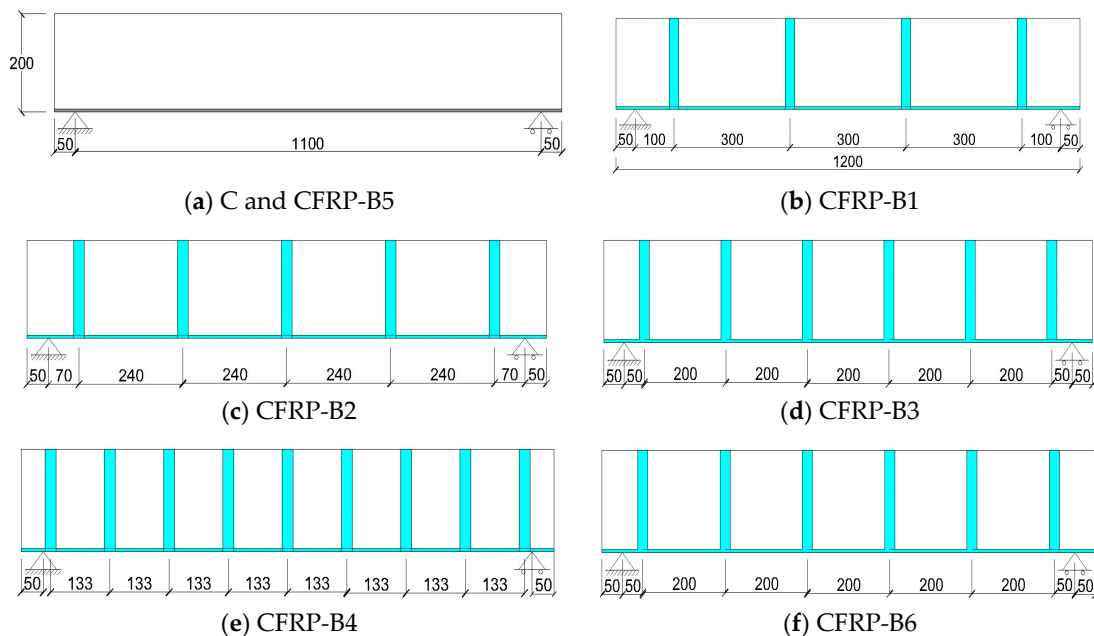 200
50
1100
50
(a) C and CFRP-B5
50 100 300 300 300 100 50
1200
(b) CFRP-B1
50 70 240 240 240 240 70 50
(c) CFRP-B2
50 50 200 200 200 200 200 50 50
(d) CFRP-B3
50 133 133 133 133 133 133 133 133 50
(e) CFRP-B4
50 50 200 200 200 200 200 50 50
(f) CFRP-B6